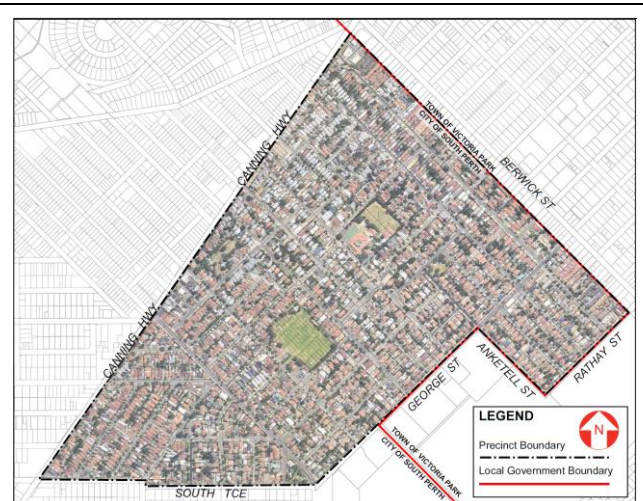 CANNING HWY
TOWN OF VICTORIA PARK
CITY OF SOUTH PERTH
BERWICK ST
CANNING HWY
GEORGE ST
ANKETELL ST
RATHAY ST
TOWN OF VICTORIA PARK
CITY OF SOUTH PERTH
SOUTH TCE
LEGEND
N
Precinct Boundary
Local Government Boundary